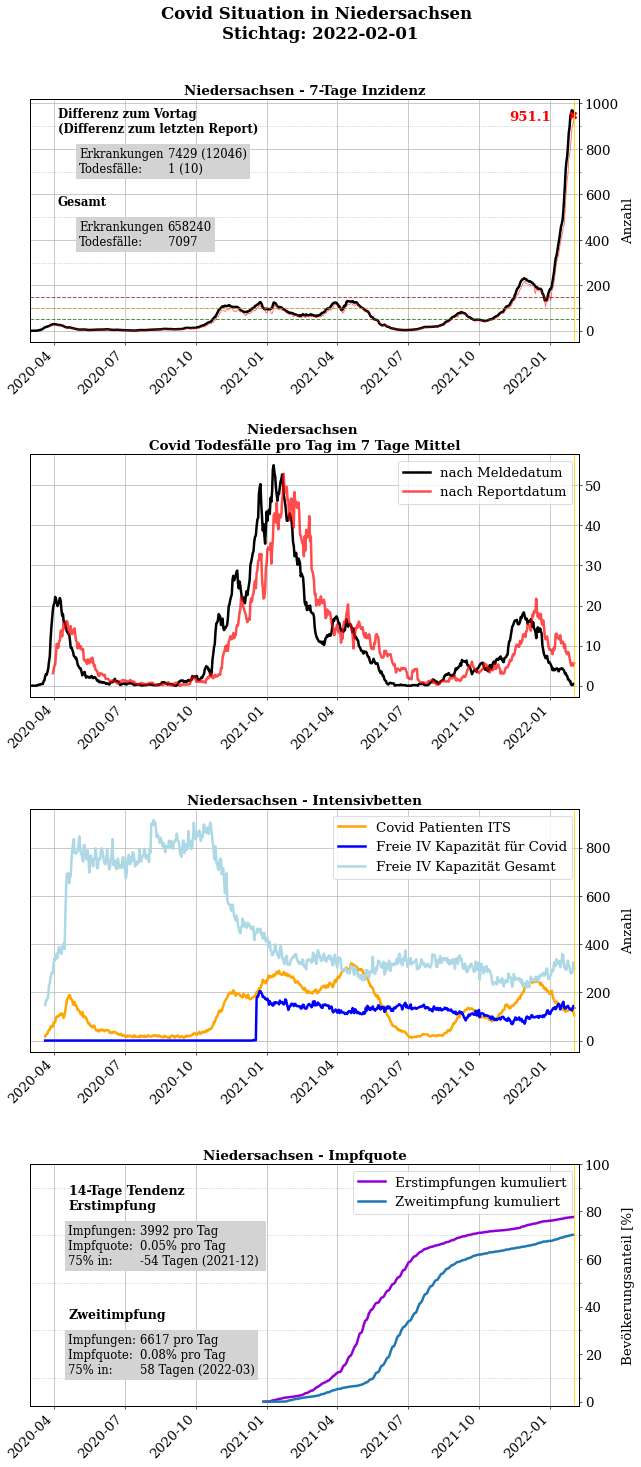 Covid Situation in Niedersachsen
Stichtag: 2022-02-01
Niedersachsen - 7-Tage Inzidenz
Differenz zum Vortag
(Differenz zum letzten Report)
Erkrankungen 7429 (12046)
Todesfälle: 1 (10)
Gesamt
Erkrankungen 658240
Todesfälle: 7097
951.1
1000
800
600
400
200
0
Anzahl
2020-04
2020-07
2020-10
2021-01
2021-04
2021-07
2021-10
2022-01
Niedersachsen
Covid Todesfälle pro Tag im 7 Tage Mittel
nach Meldedatum
nach Reportdatum
50
40
30
20
10
0
2020-04
2020-07
2020-10
2021-01
2021-04
2021-07
2021-10
2022-01
Niedersachsen - Intensivbetten
Covid Patienten ITS
Freie IV Kapazität für Covid
Freie IV Kapazität Gesamt
800
600
400
200
0
Anzahl
2020-04
2020-07
2020-10
2021-01
2021-04
2021-07
2021-10
2022-01
Niedersachsen - Impfquote
14-Tage Tendenz
Erstimpfung
Impfungen: 3992 pro Tag
Impfquote: 0.05% pro Tag
75% in: -54 Tagen (2021-12)
Zweitimpfung
Impfungen: 6617 pro Tag
Impfquote: 0.08% pro Tag
75% in: 58 Tagen (2022-03)
Erstimpfungen kumuliert
Zweitimpfung kumuliert
100
80
60
40
20
0
Bevölkerungsanteil [%]
2020-04
2020-07
2020-10
2021-01
2021-04
2021-07
2021-10
2022-01